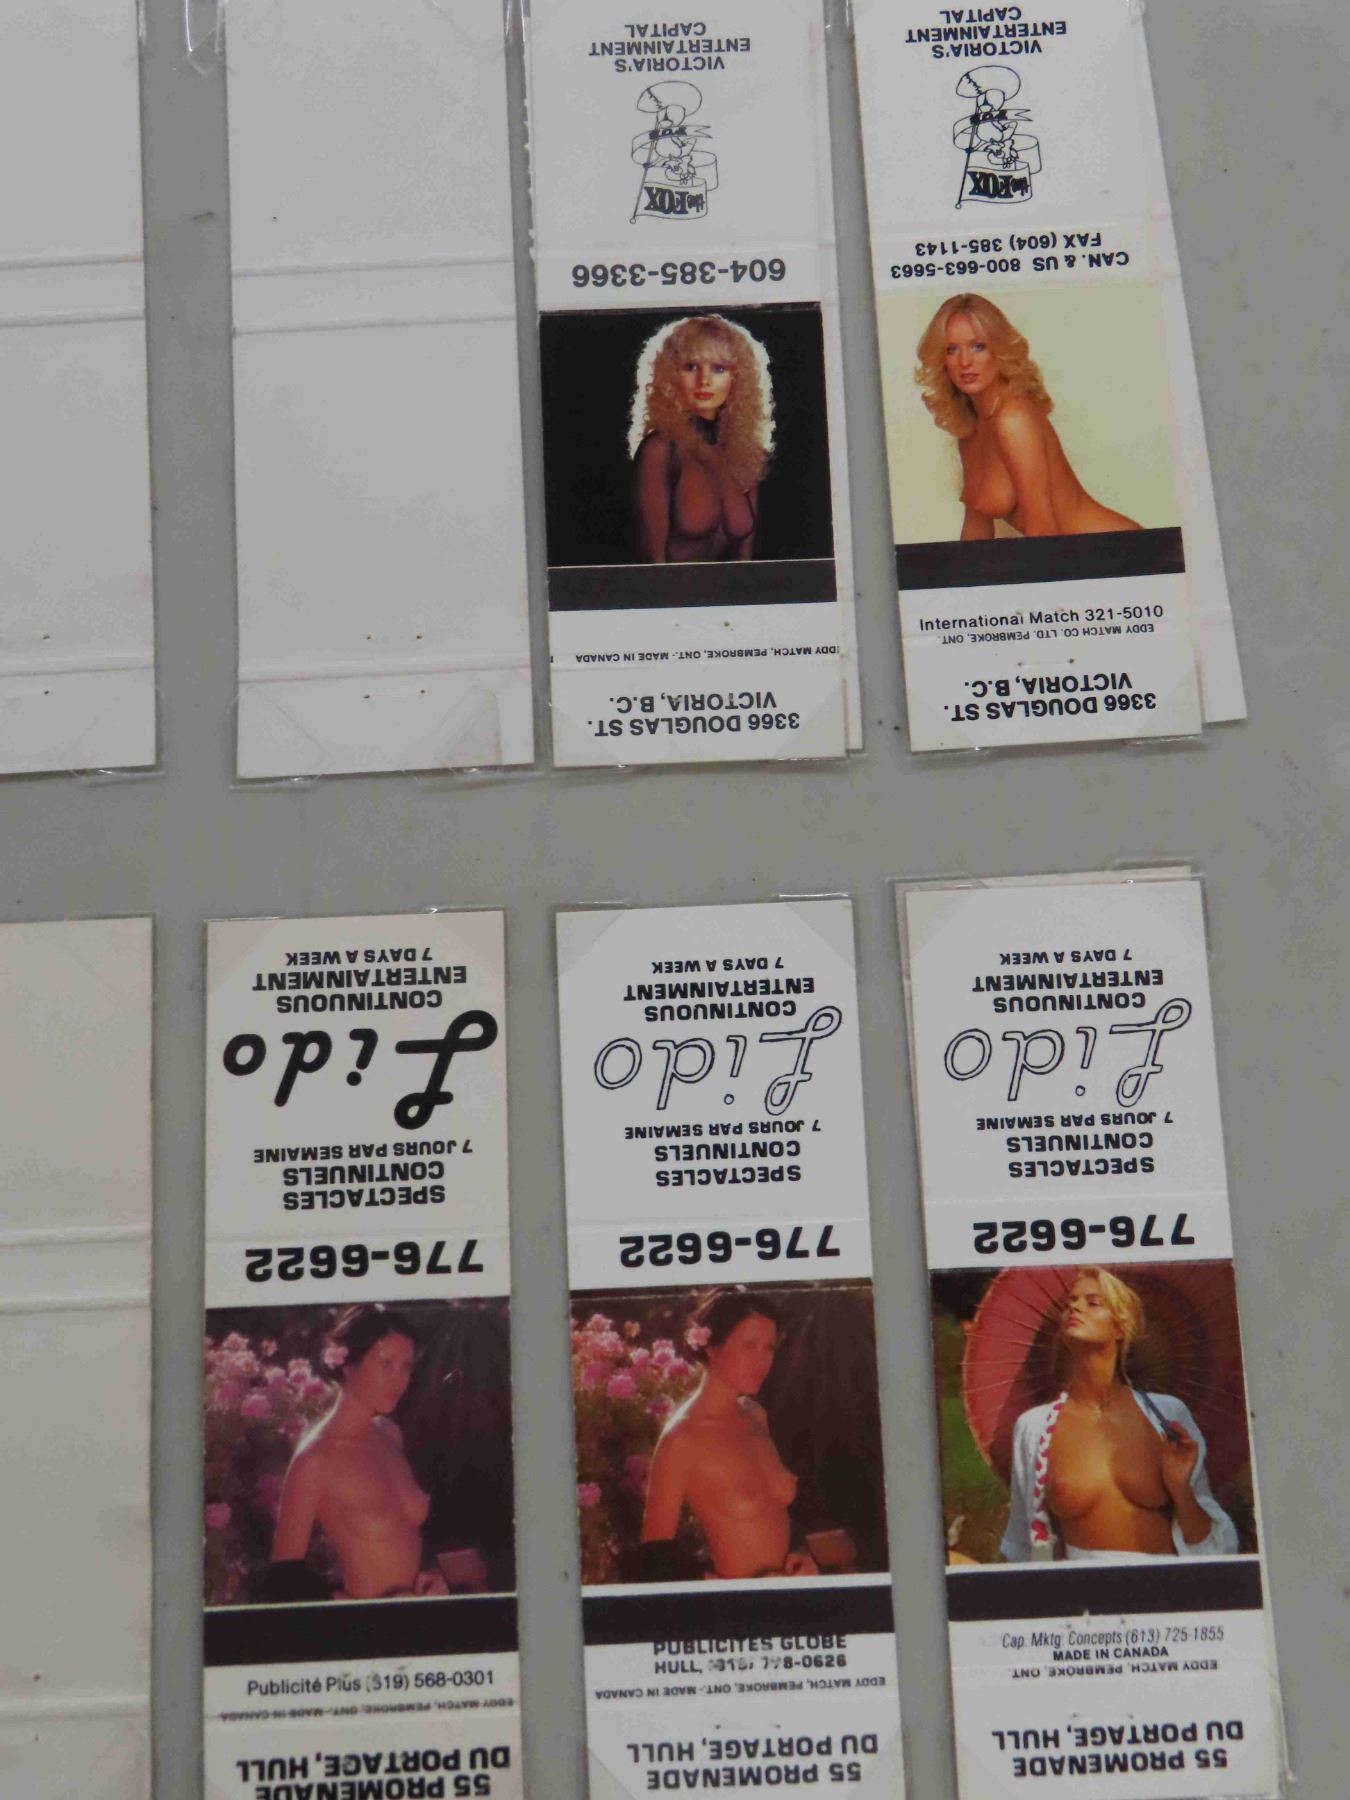 VICTORIA'S
ENTERTAINMENT
CAPITAL
FOX
the FOX
604-385-3366
EDDY MATCH, PEMBROKE, ONT.- MADE IN CANADA
3366 DOUGLAS ST.
VICTORIA, B.C.
VICTORIA'S
ENTERTAINMENT
CAPITAL
FOX
the FOX
CAN. & US 800-663-5663
FAX (604) 385-1143
International Match 321-5010
EDDY MATCH CO. LTD. PEMBROKE, ONT.
3366 DOUGLAS ST.
VICTORIA, B.C.
7 DAYS A WEEK
ENTERTAINMENT
CONTINUOUS
Lido
7 JOURS PAR SEMAINE
CONTINUELS
SPECTACLES
776-6622
Publicité Plus (819) 568-0301
EDDY MATCH, PEMBROKE, ONT.- MADE IN CANADA
55 PROMENADE
DU PORTAGE, HULL
7 DAYS A WEEK
ENTERTAINMENT
CONTINUOUS
Lido
7 JOURS PAR SEMAINE
CONTINUELS
SPECTACLES
776-6622
PUBLICITES GLOBE
HULL, 778-0626
EDDY MATCH, PEMBROKE, ONT.- MADE IN CANADA
55 PROMENADE
DU PORTAGE, HULL
7 DAYS A WEEK
ENTERTAINMENT
CONTINUOUS
Lido
7 JOURS PAR SEMAINE
CONTINUELS
SPECTACLES
776-6622
Cap. Mktg. Concepts (613) 725-1855
MADE IN CANADA
EDDY MATCH, PEMBROKE, ONT.
55 PROMENADE
DU PORTAGE, HULL